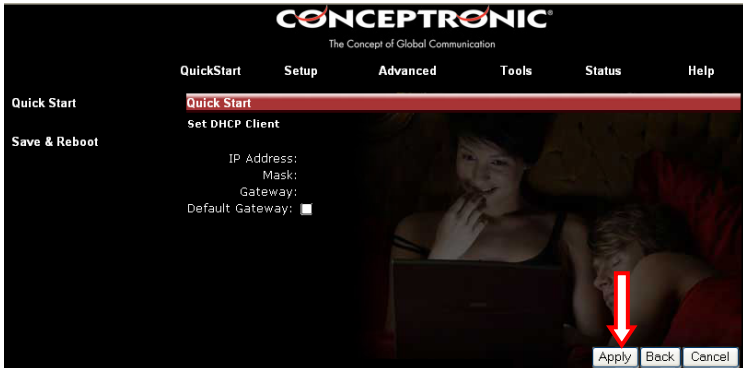 CONCEPTRONIC®
The Concept of Global Communication
QuickStart Setup Advanced Tools Status Help
Quick Start
Save & Reboot
Quick Start
Set DHCP Client
IP Address:
Mask:
Gateway:
Default Gateway:
Apply Back Cancel